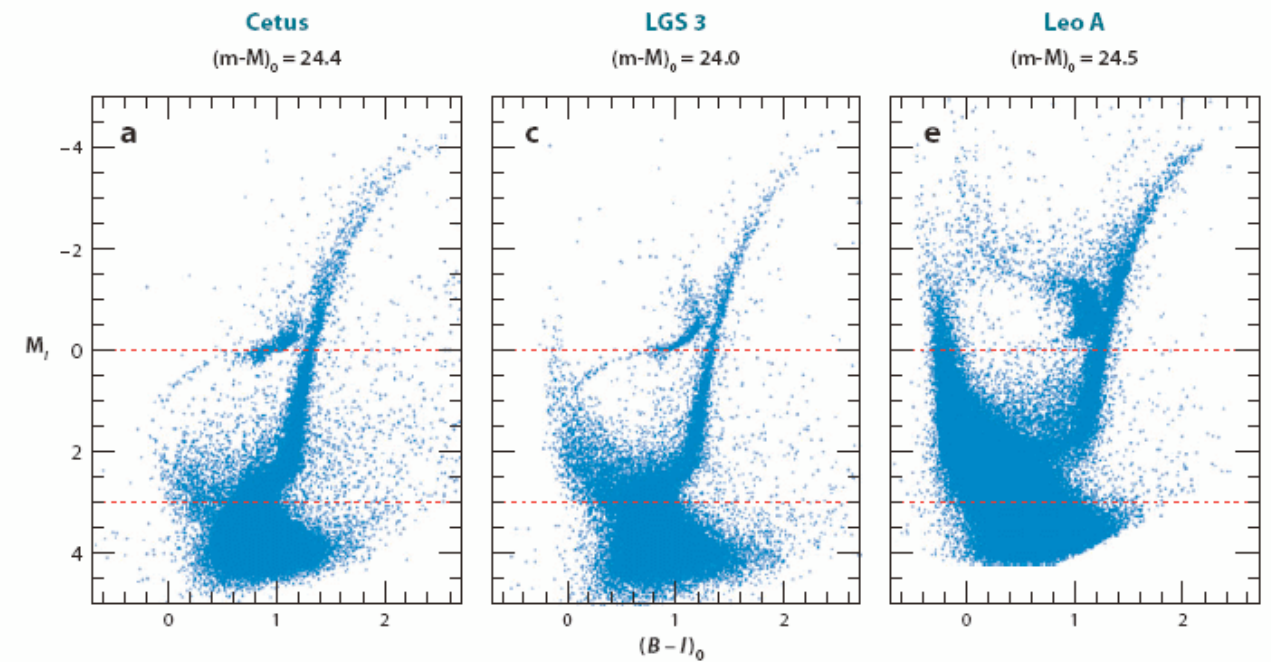 Cetus
(m-M)₀ = 24.4
LGS 3
(m-M)₀ = 24.0
Leo A
(m-M)₀ = 24.5
a
c
e
−4
−2
M_I 0
2
4
0 1 2
0 1 2
0 1 2
(B – I)₀